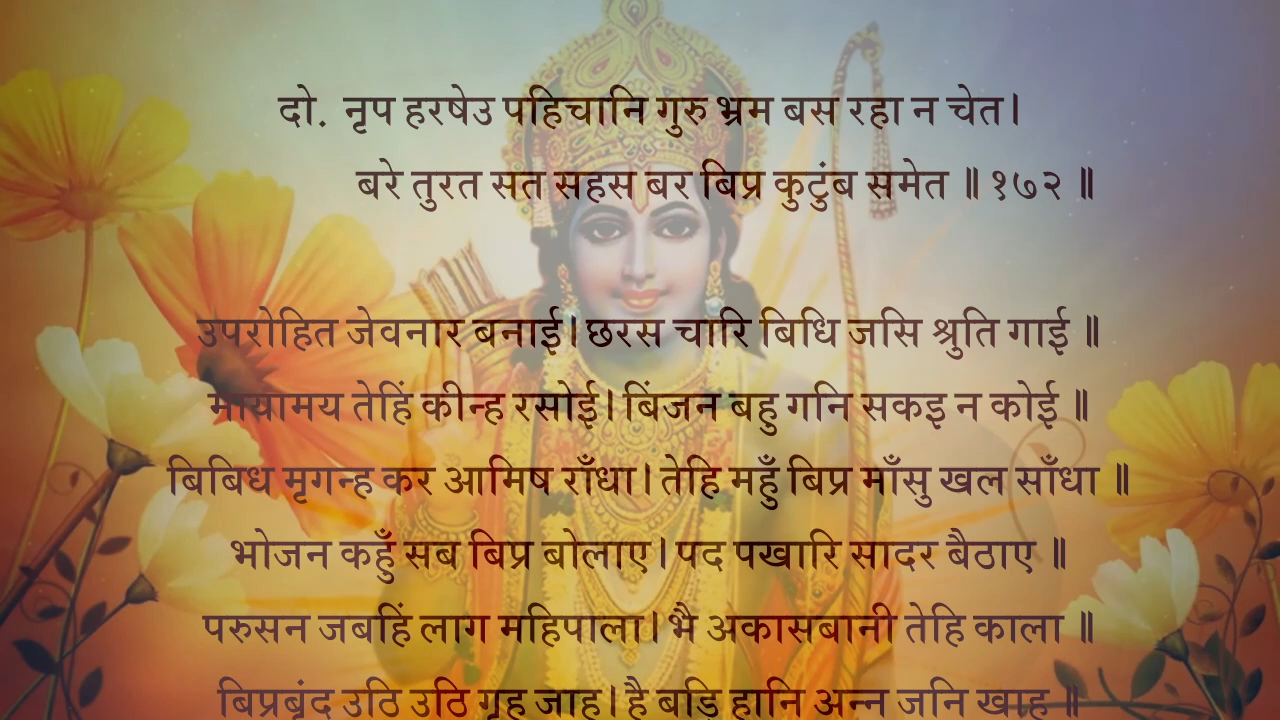 दो. नृप हरषेउ पहिचानि गुरु भ्रम बस रहा न चेत।
बरे तुरत सत सहस बर बिप्र कुटुंब समेत ॥ १७२ ॥
उपरोहित जेवनार बनाई। छरस चारि बिधि जसि श्रुति गाई ॥
मायामय तेहिं कीन्ह रसोई। बिंजन बहु गनि सकइ न कोई ॥
बिबिध मृगन्ह कर आमिष राँधा। तेहि महुँ बिप्र माँसु खल साँधा ॥
भोजन कहुँ सब बिप्र बोलाए। पद पखारि सादर बैठाए ॥
परुसन जबहिं लाग महिपाला। भै अकासबानी तेहि काला ॥
बिप्रबृंद उठि उठि गृह जाहू। है बड़ि हानि अन्न जनि खाहू ॥